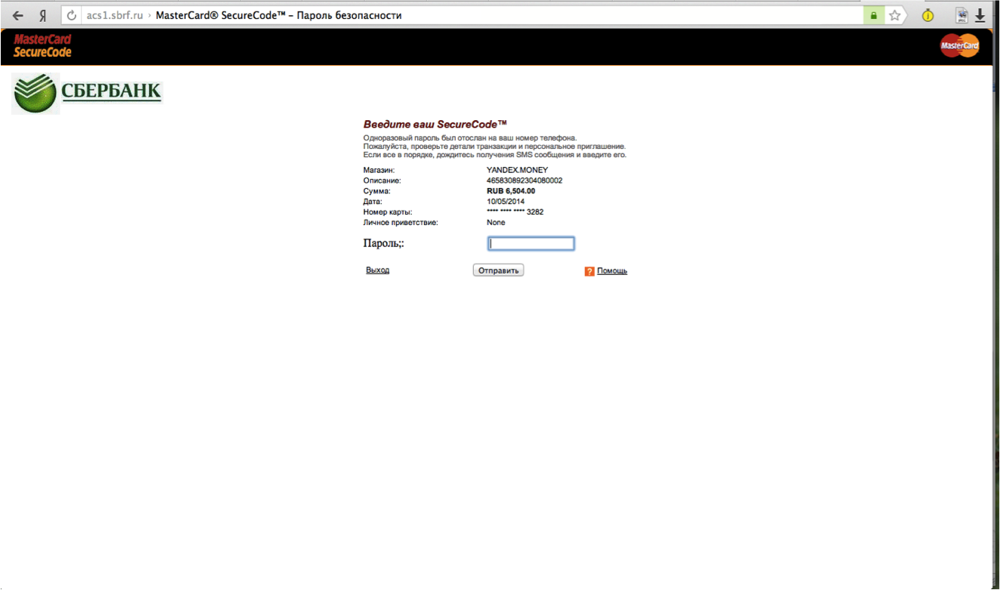 Я acs1.sbrf.ru › MasterCard® SecureCode™ – Пароль безопасности
MasterCard
SecureCode
MasterCard
СБЕРБАНК
Введите ваш SecureCode™
Одноразовый пароль был отослан на ваш номер телефона.
Пожалуйста, проверьте детали транзакции и персональное приглашение.
Если все в порядке, дождитесь получения SMS сообщения и введите его.
Магазин: YANDEX.MONEY
Описание: 465830892304080002
Сумма: RUB 6,504.00
Дата: 10/05/2014
Номер карты: **** **** **** 3282
Личное приветствие: None
Пароль;:
Выход Отправить ? Помощь